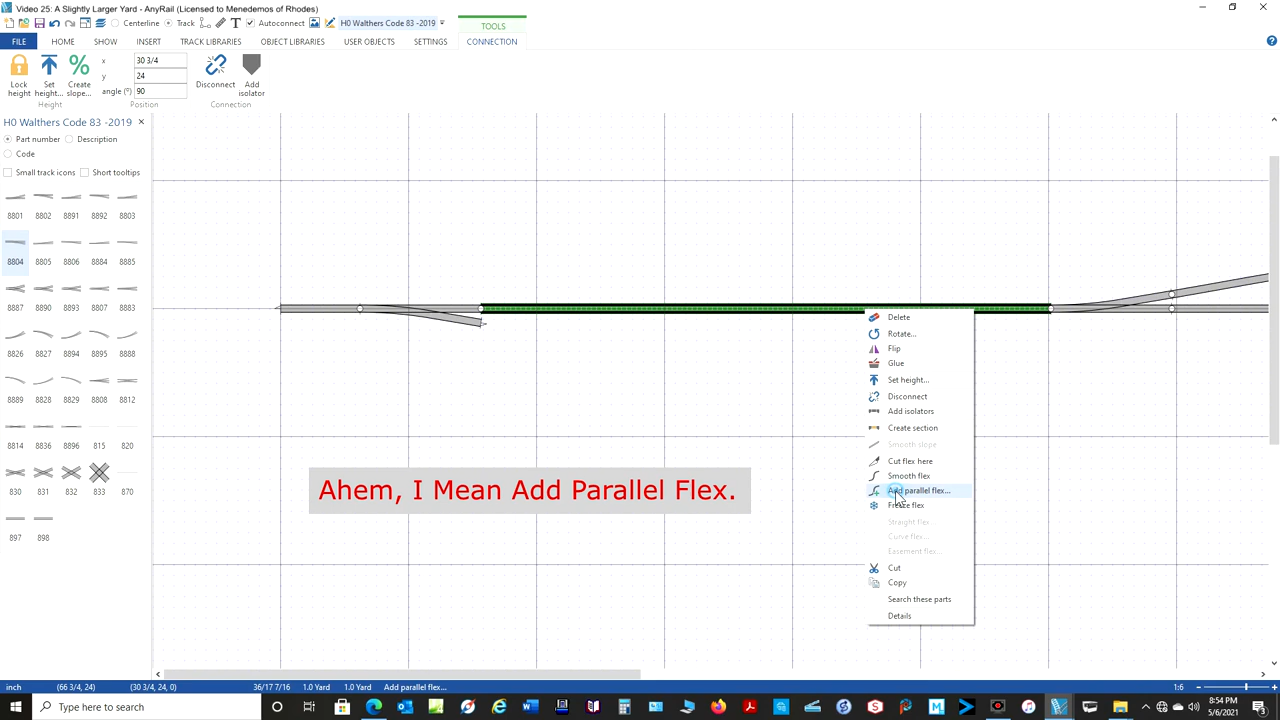 Video 25: A Slightly Larger Yard - AnyRail (Licensed to Menedemos of Rhodes)
Centerline Track Autoconnect H0 Walthers Code 83 -2019 TOOLS
FILE HOME SHOW INSERT TRACK LIBRARIES OBJECT LIBRARIES USER OBJECTS SETTINGS CONNECTION
x 30 3/4
y 24
angle (°) 90
Lock height
Set height...
Create slope...
Disconnect
Add isolator
Height Position Connection
H0 Walthers Code 83 -2019
Part number Description
Code
Small track icons Short tooltips
8801 8802 8891 8892 8803
8804 8805 8806 8884 8885
8887 8890 8893 8807 8883
8826 8827 8894 8895 8888
8889 8828 8829 8808 8812
8814 8836 8896 815 820
830 831 832 833 870
897 898
Ahem, I Mean Add Parallel Flex.
Delete
Rotate...
Flip
Glue
Set height...
Disconnect
Add isolators
Create section
Smooth slope
Cut flex here
Smooth flex
Add parallel flex...
Freeze flex
Straight flex...
Curve flex...
Easement flex...
Cut
Copy
Search these parts
Details
inch (66 3/4, 24) (30 3/4, 24, 0) 36/17 7/16 1.0 Yard 1.0 Yard Add parallel flex... 1:6
Type here to search
8:54 PM
5/6/2021